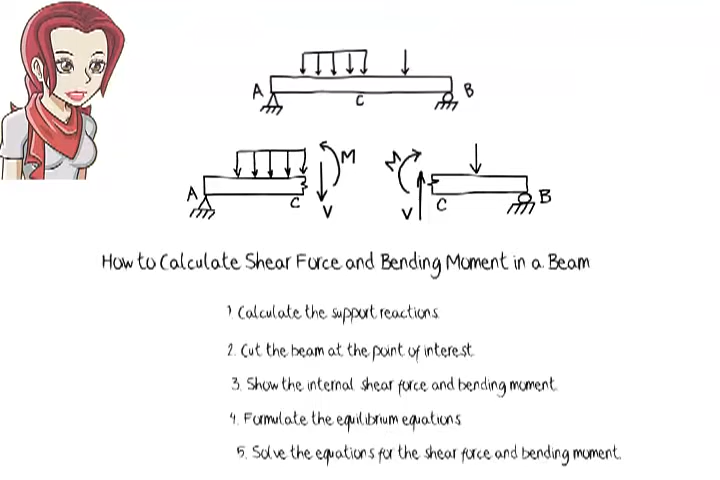 A
B
C
M
A
C
V
M
V
C
B
How to Calculate Shear Force and Bending Moment in a Beam
1. Calculate the support reactions
2. Cut the beam at the point of interest
3. Show the internal shear force and bending moment
4. Formulate the equilibrium equations
5. Solve the equations for the shear force and bending moment.